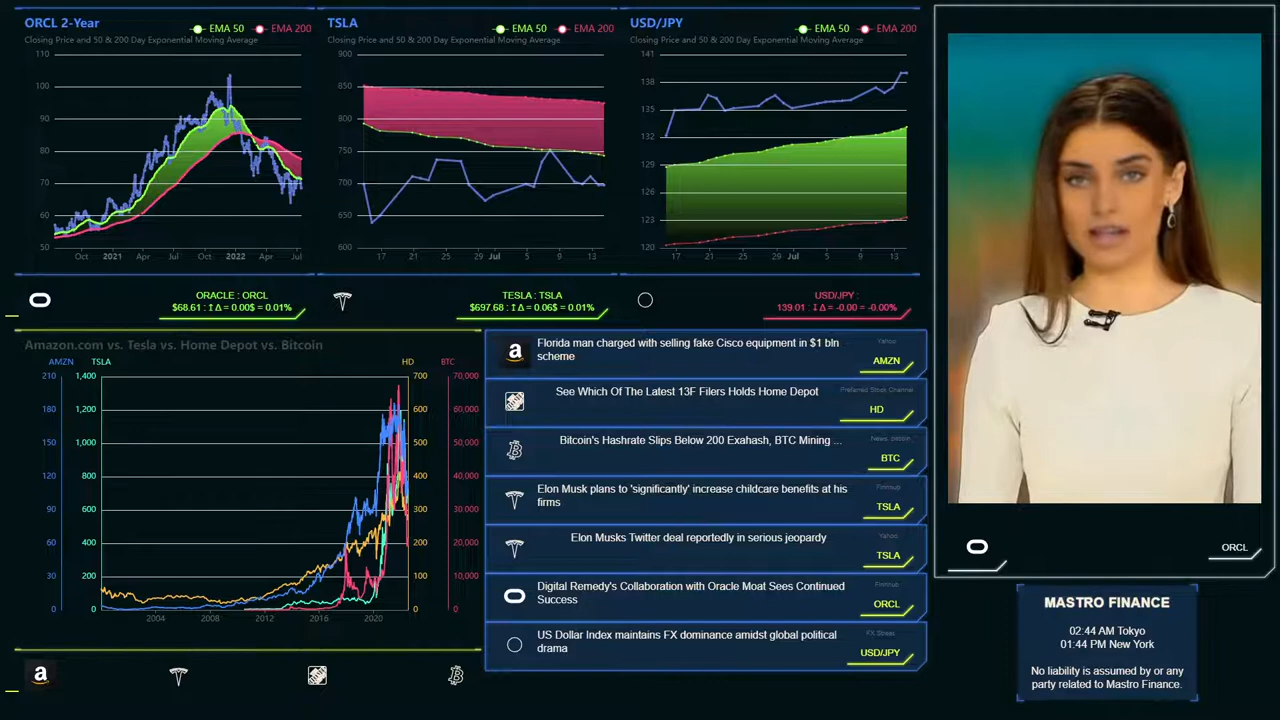 ORCL 2-Year
EMA 50
EMA 200
Closing Price and 50 & 200 Day Exponential Moving Average
110
100
90
80
70
60
50
Oct
2021
Apr
Jul
Oct
2022
Apr
Jul
TSLA
EMA 50
EMA 200
Closing Price and 50 & 200 Day Exponential Moving Average
900
850
800
750
700
650
600
17
21
25
29
Jul
5
9
13
USD/JPY
EMA 50
EMA 200
Closing Price and 50 & 200 Day Exponential Moving Average
141
138
135
132
129
126
123
120
17
21
25
29
Jul
5
9
13
ORACLE : ORCL
$68.61 : Σ Δ = 0.00$ = 0.01%
TESLA : TSLA
$697.68 : Σ Δ = 0.06$ = 0.01%
USD/JPY :
139.01 : Σ Δ = -0.00 = -0.00%
Amazon.com vs. Tesla vs. Home Depot vs. Bitcoin
AMZN
TSLA
HD
BTC
210
180
150
120
90
60
30
0
1,400
1,200
1,000
800
600
400
200
0
700
600
500
400
300
200
100
0
70,000
60,000
50,000
40,000
30,000
20,000
10,000
0
2004
2008
2012
2016
2020
a
Florida man charged with selling fake Cisco equipment in $1 bln
scheme
Yahoo
AMZN
See Which Of The Latest 13F Filers Holds Home Depot
Preferred Stock Channel
HD
Bitcoin's Hashrate Slips Below 200 Exahash, BTC Mining ...
News. Bitcoin
BTC
Elon Musk plans to 'significantly' increase childcare benefits at his
firms
Finnhub
TSLA
Elon Musks Twitter deal reportedly in serious jeopardy
Yahoo
TSLA
Digital Remedy's Collaboration with Oracle Moat Sees Continued
Success
Finnhub
ORCL
US Dollar Index maintains FX dominance amidst global political
drama
FX Street
USD/JPY
a
ORCL
MASTRO FINANCE
02:44 AM Tokyo
01:44 PM New York
No liability is assumed by or any
party related to Mastro Finance.